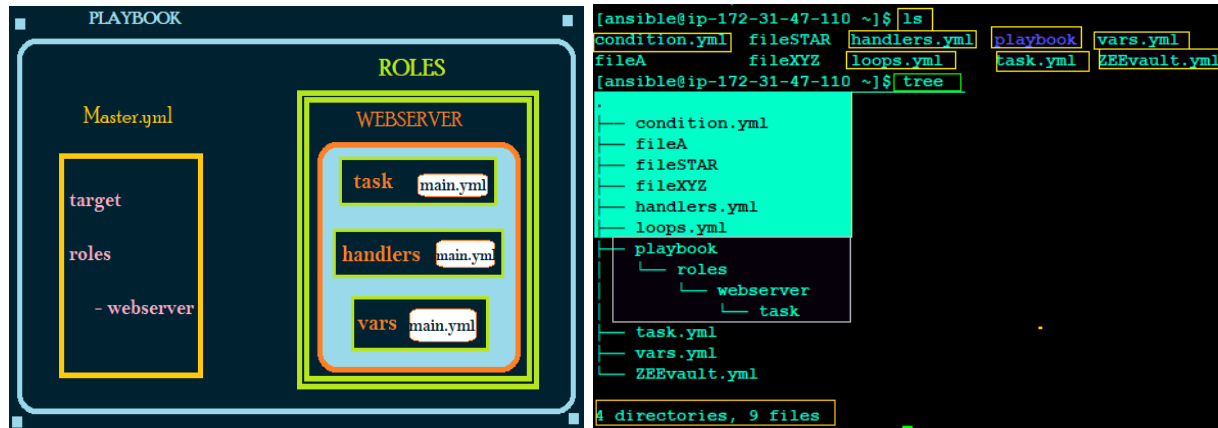 PLAYBOOK
ROLES
Master.yml
WEBSERVER
target
roles
- webserver
task main.yml
handlers main.yml
vars main.yml
[ansible@ip-172-31-47-110 ~]$ ls
condition.yml fileSTAR handlers.yml playbook vars.yml
fileA fileXYZ loops.yml task.yml ZEEvault.yml
[ansible@ip-172-31-47-110 ~]$ tree
.
├── condition.yml
├── fileA
├── fileSTAR
├── fileXYZ
├── handlers.yml
├── loops.yml
├── playbook
│   └── roles
│       └── webserver
│           └── task
├── task.yml
├── vars.yml
└── ZEEvault.yml
4 directories, 9 files